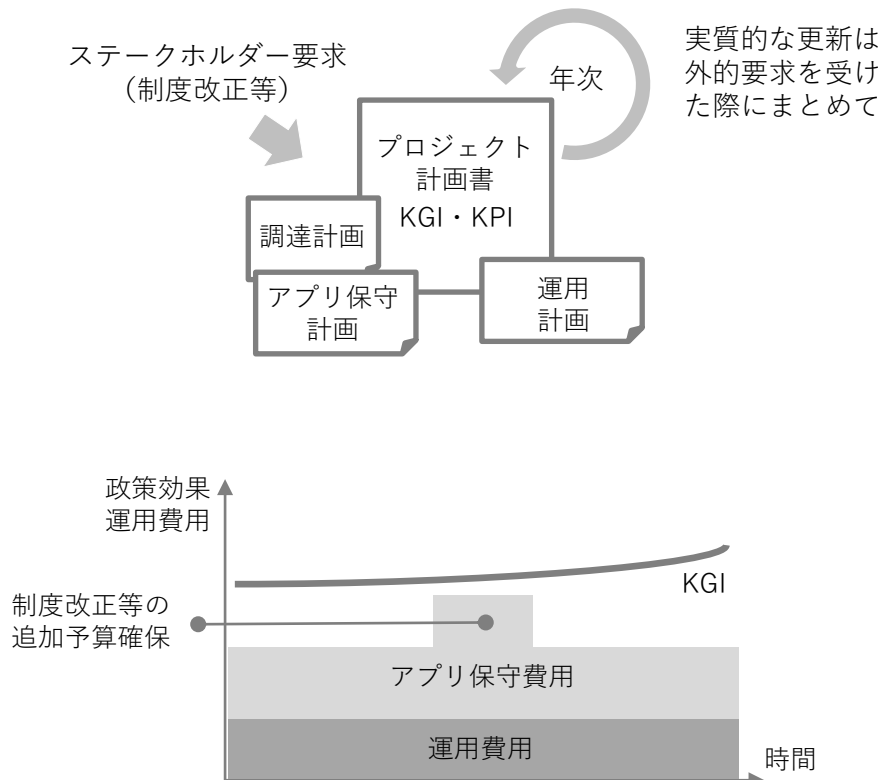 ステークホルダー要求
（制度改正等）
年次
実質的な更新は
外的要求を受け
た際にまとめて
プロジェクト
計画書
KGI・KPI
調達計画
アプリ保守
計画
運用
計画
政策効果
運用費用
KGI
制度改正等の
追加予算確保
アプリ保守費用
運用費用
時間